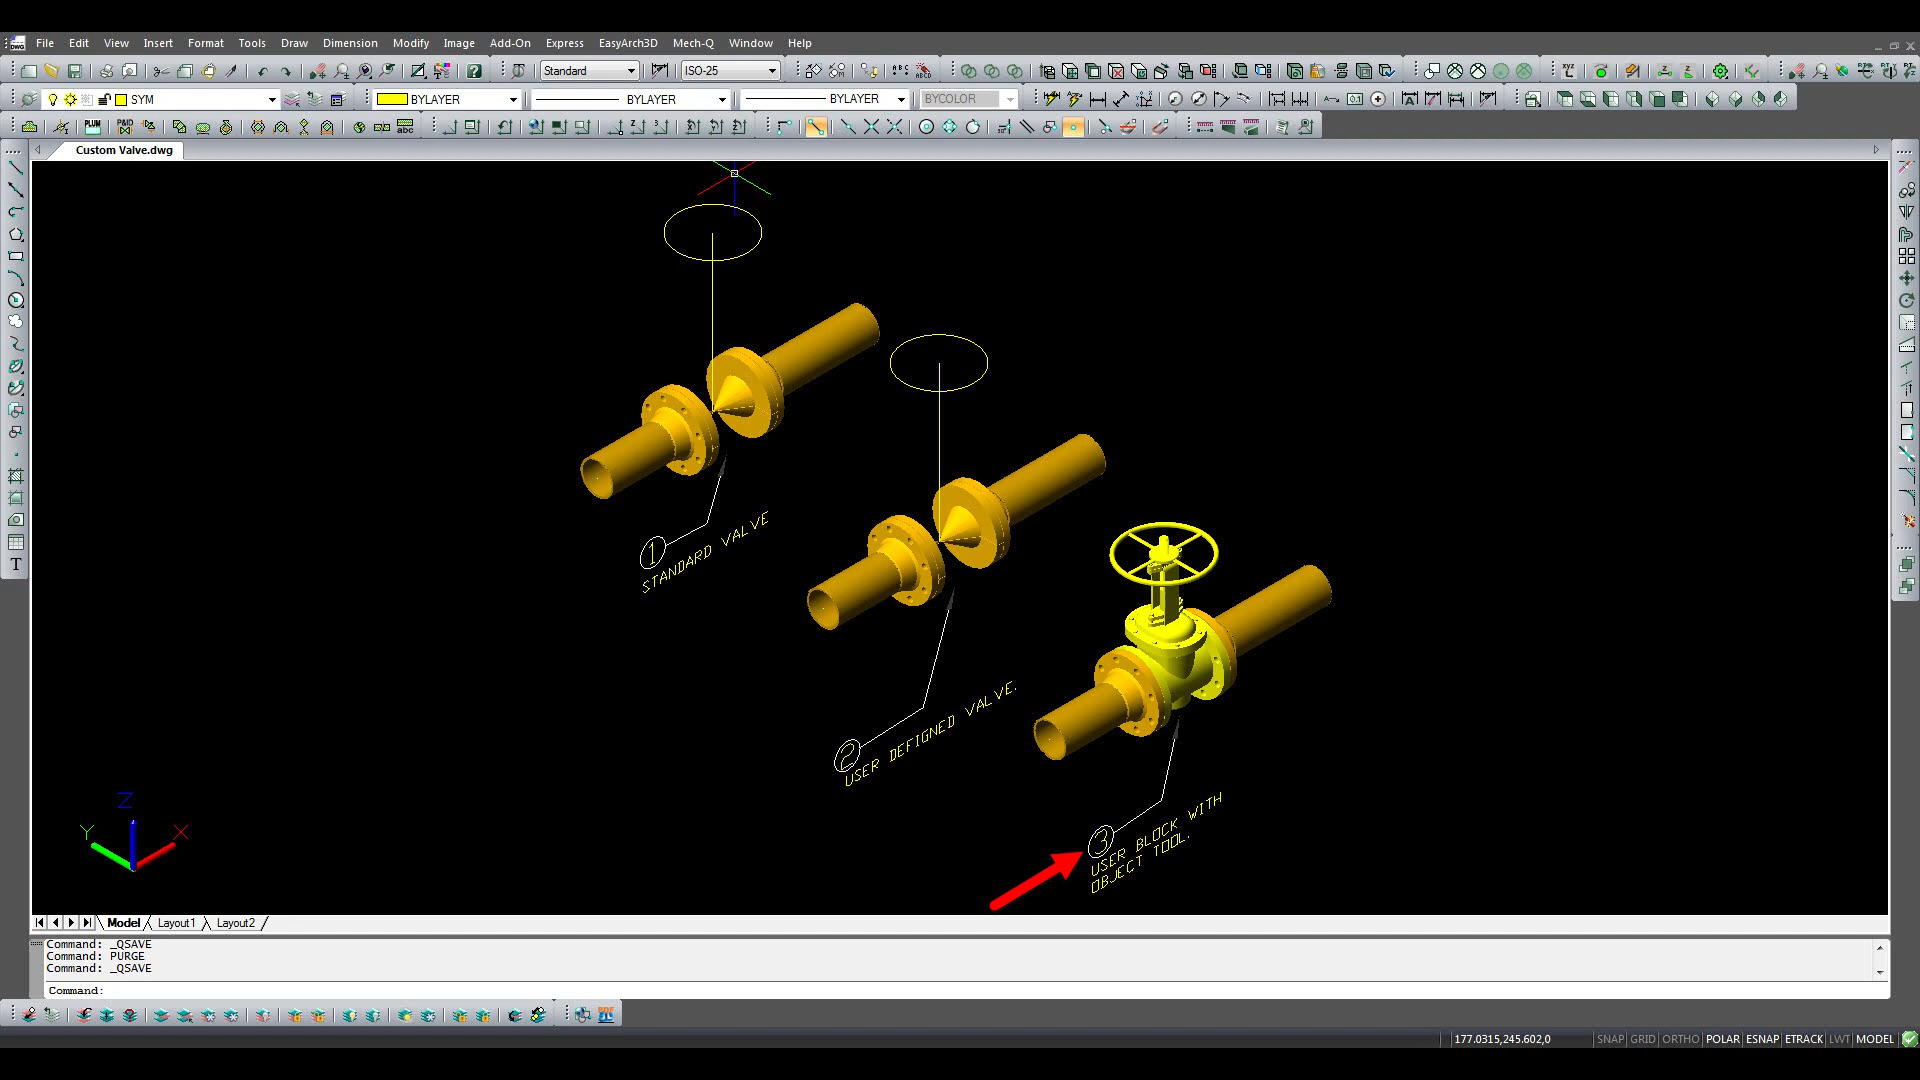 File Edit View Insert Format Tools Draw Dimension Modify Image Add-On Express EasyArch3D Mech-Q Window Help
Standard ISO-25
SYM BYLAYER BYLAYER BYLAYER BYCOLOR
PLUM P&ID abc
Custom Valve.dwg
1
STANDARD VALVE
2
USER DEFIGNED VALVE.
3
USER BLOCK WITH
OBJECT TOOL.
Z
Y X
T
Model Layout1 Layout2
Command: _QSAVE
Command: PURGE
Command: _QSAVE
Command:
177.0315,245.602,0 SNAP GRID ORTHO POLAR ESNAP ETRACK LWT MODEL